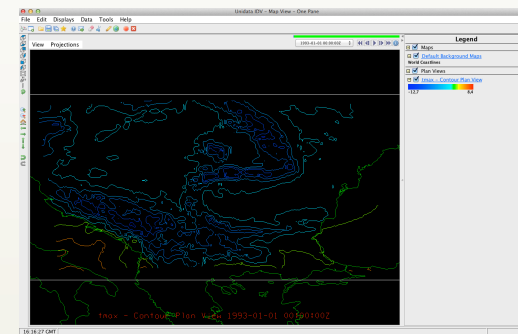 Unidata IDV - Map View - One Pane
File Edit Displays Data Tools Help
View Projections
1993-01-01 00:00:00Z
Legend
Maps
Default Background Maps
World Coastlines
Plan Views
tmax - Contour Plan View
-12.7 8.4
tmax - Contour Plan View 1993-01-01 00:00:00Z
16:16:27 GMT